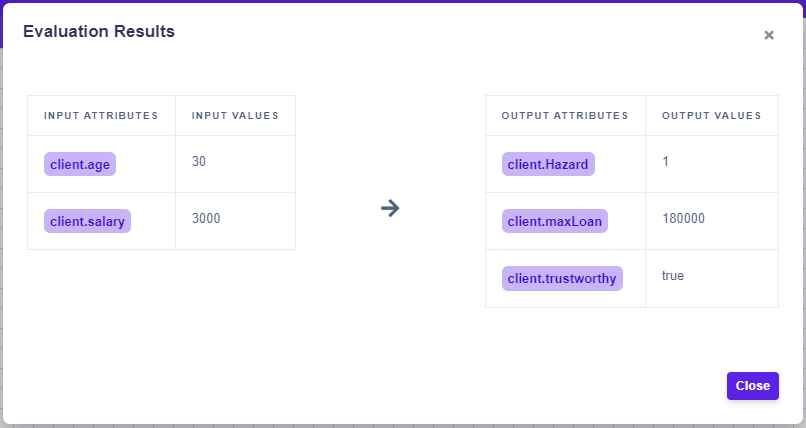 Evaluation Results
×
INPUT ATTRIBUTES INPUT VALUES
client.age 30
client.salary 3000
OUTPUT ATTRIBUTES OUTPUT VALUES
client.Hazard 1
client.maxLoan 180000
client.trustworthy true
Close